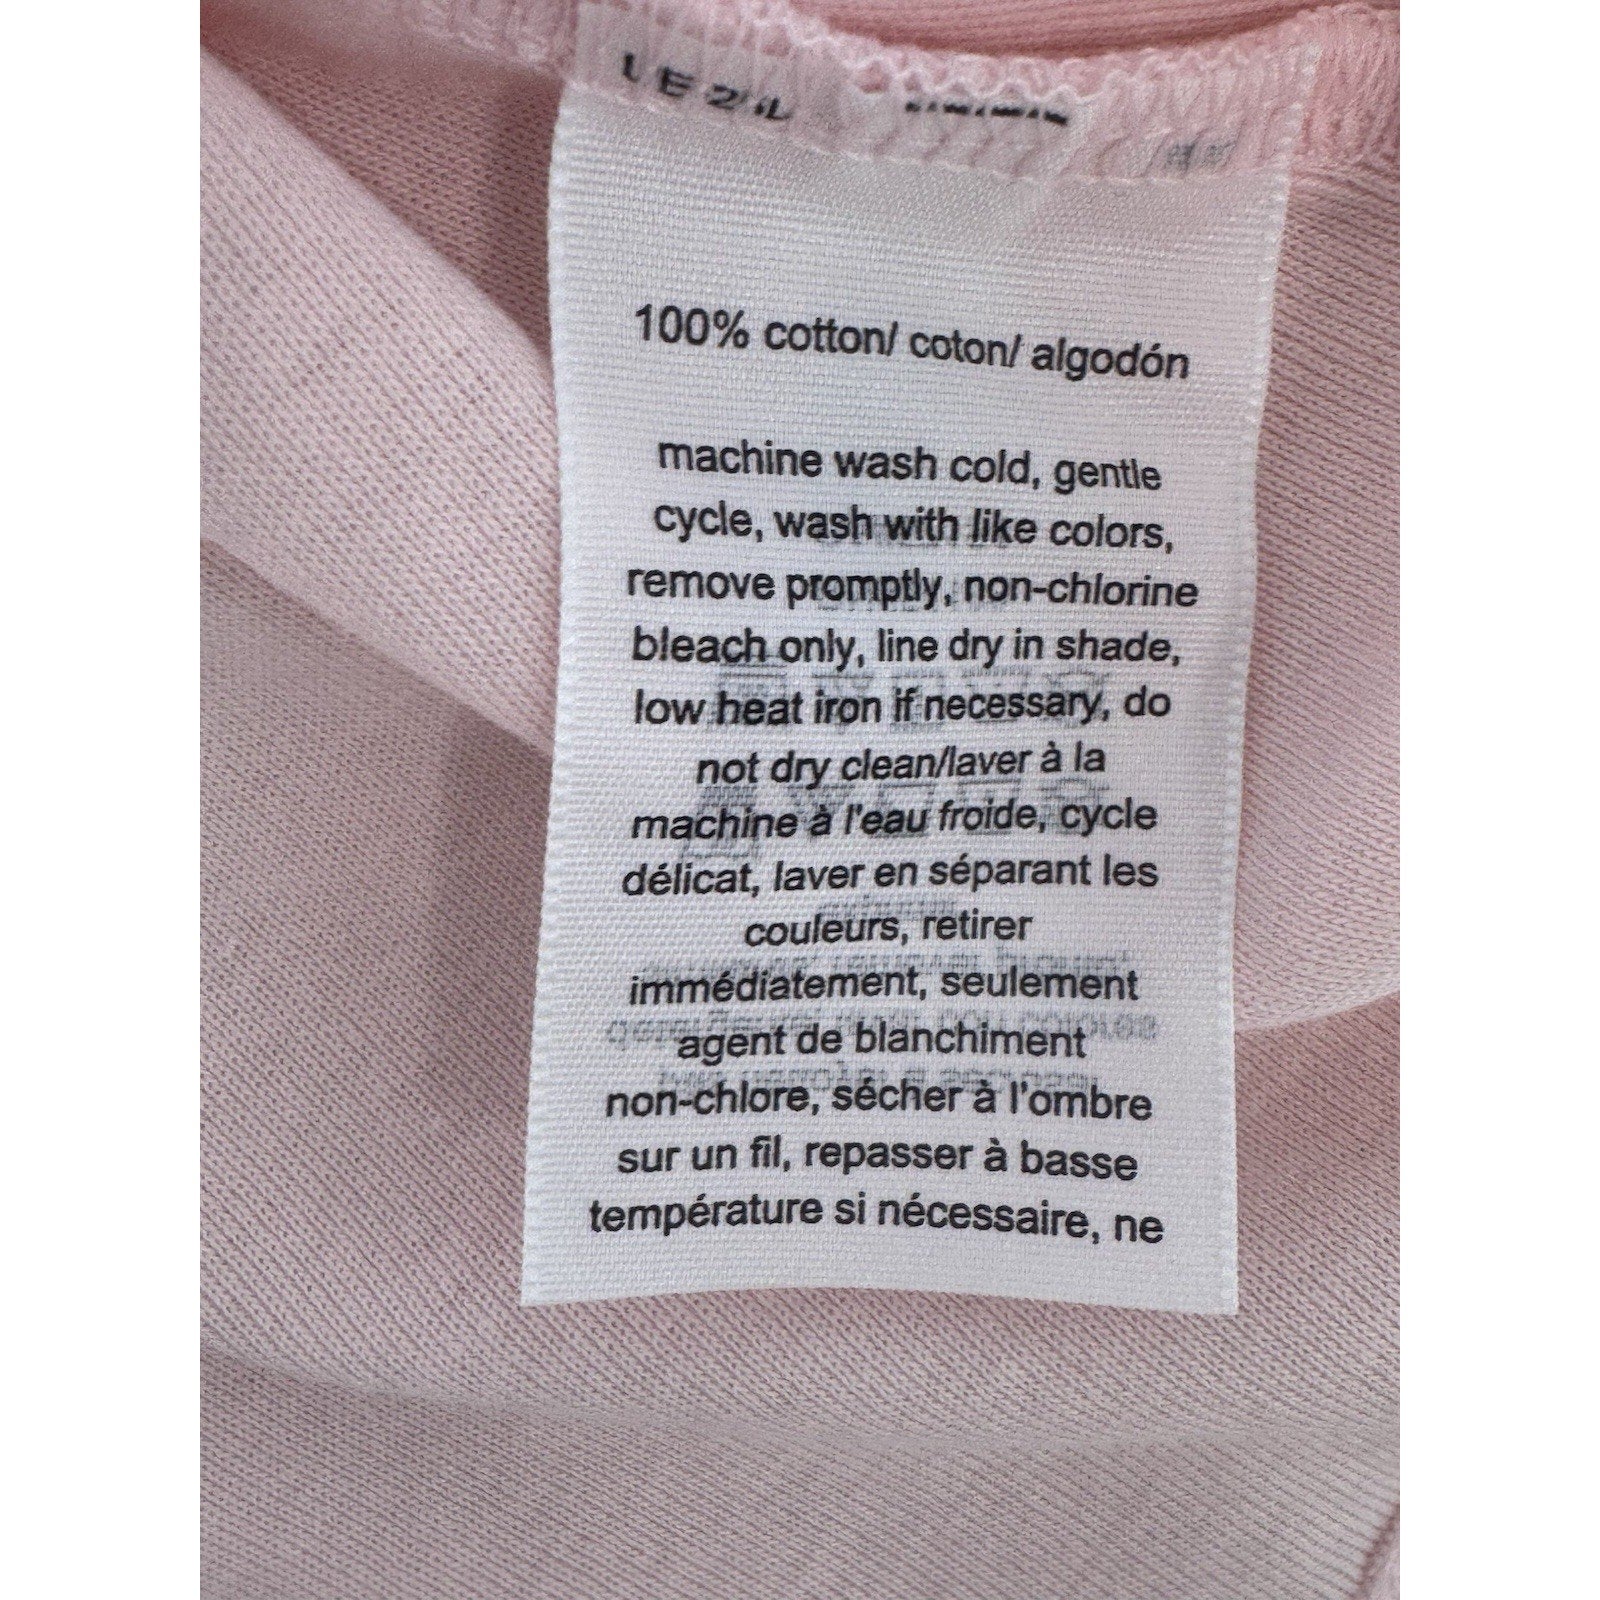 100% cotton/ coton/ algodón
machine wash cold, gentle
cycle, wash with like colors,
remove promptly, non-chlorine
bleach only, line dry in shade,
low heat iron if necessary, do
not dry clean/laver à la
machine à l'eau froide, cycle
délicat, laver en séparant les
couleurs, retirer
immédiatement, seulement
agent de blanchiment
non-chlore, sécher à l'ombre
sur un fil, repasser à basse
température si nécessaire, ne